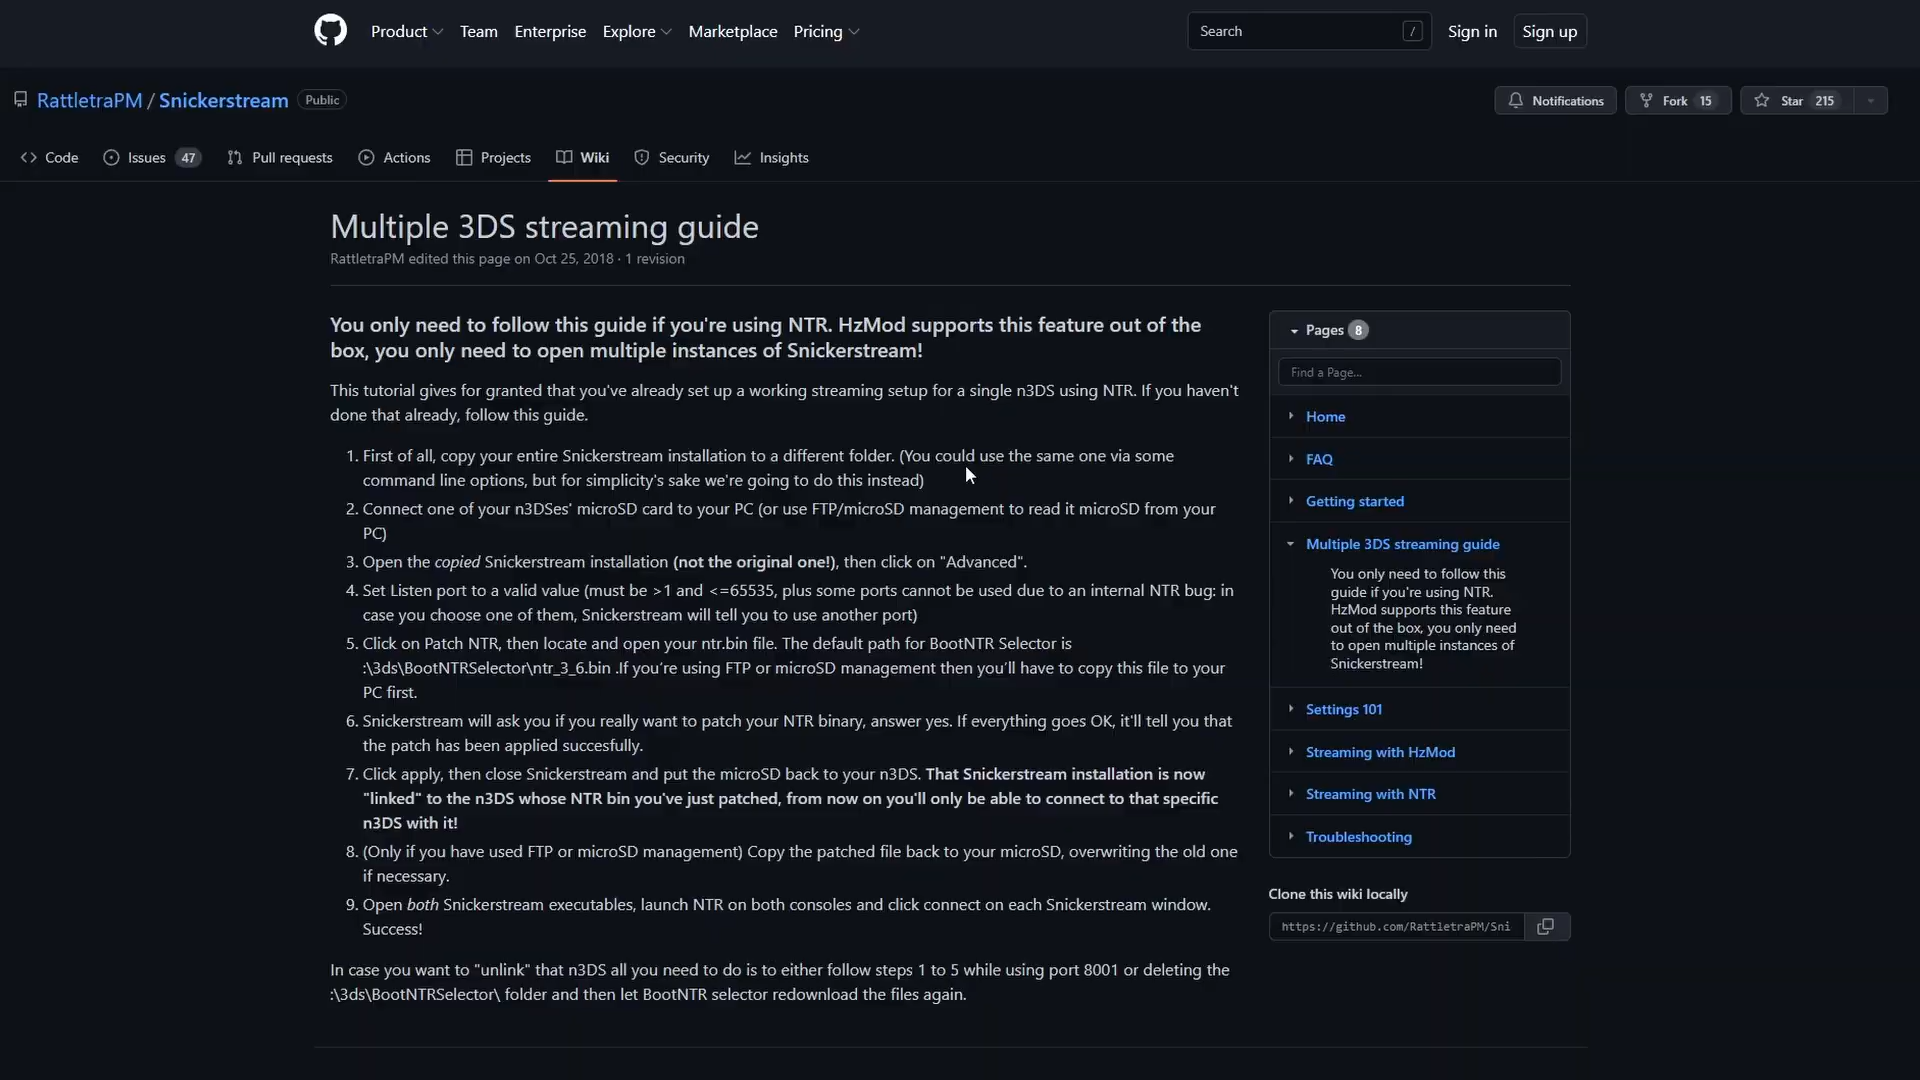 Product Team Enterprise Explore Marketplace Pricing Search / Sign in Sign up
RattletraPM / Snickerstream Public Notifications Fork 15 Star 215
Code Issues 47 Pull requests Actions Projects Wiki Security Insights
Multiple 3DS streaming guide
RattletraPM edited this page on Oct 25, 2018 · 1 revision
You only need to follow this guide if you're using NTR. HzMod supports this feature out of the
box, you only need to open multiple instances of Snickerstream!
This tutorial gives for granted that you've already set up a working streaming setup for a single n3DS using NTR. If you haven't
done that already, follow this guide.
1. First of all, copy your entire Snickerstream installation to a different folder. (You could use the same one via some
command line options, but for simplicity's sake we're going to do this instead)
2. Connect one of your n3DSes' microSD card to your PC (or use FTP/microSD management to read it microSD from your
PC)
3. Open the copied Snickerstream installation (not the original one!), then click on "Advanced".
4. Set Listen port to a valid value (must be >1 and <=65535, plus some ports cannot be used due to an internal NTR bug: in
case you choose one of them, Snickerstream will tell you to use another port)
5. Click on Patch NTR, then locate and open your ntr.bin file. The default path for BootNTR Selector is
:\3ds\BootNTRSelector\ntr_3_6.bin .If you're using FTP or microSD management then you'll have to copy this file to your
PC first.
6. Snickerstream will ask you if you really want to patch your NTR binary, answer yes. If everything goes OK, it'll tell you that
the patch has been applied succesfully.
7. Click apply, then close Snickerstream and put the microSD back to your n3DS. That Snickerstream installation is now
"linked" to the n3DS whose NTR bin you've just patched, from now on you'll only be able to connect to that specific
n3DS with it!
8. (Only if you have used FTP or microSD management) Copy the patched file back to your microSD, overwriting the old one
if necessary.
9. Open both Snickerstream executables, launch NTR on both consoles and click connect on each Snickerstream window.
Success!
In case you want to "unlink" that n3DS all you need to do is to either follow steps 1 to 5 while using port 8001 or deleting the
:\3ds\BootNTRSelector\ folder and then let BootNTR selector redownload the files again.
Pages 8
Find a Page...
Home
FAQ
Getting started
Multiple 3DS streaming guide
You only need to follow this
guide if you're using NTR.
HzMod supports this feature
out of the box, you only need
to open multiple instances of
Snickerstream!
Settings 101
Streaming with HzMod
Streaming with NTR
Troubleshooting
Clone this wiki locally
https://github.com/RattletraPM/Sni